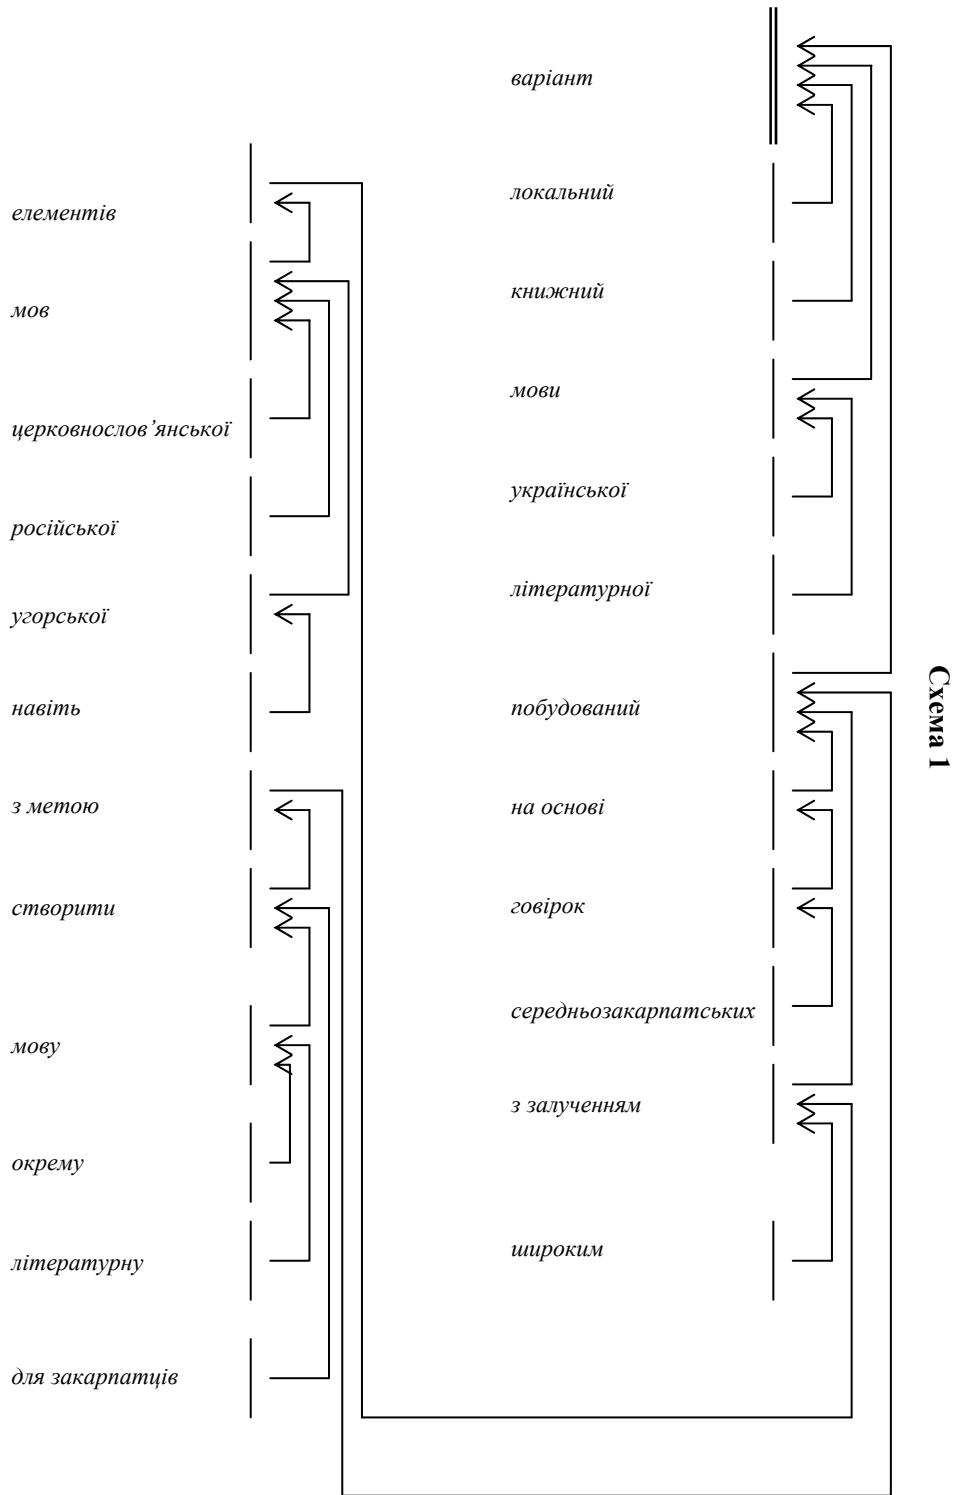 Схема 1
варіант
локальний
книжний
мови
української
літературної
побудований
на основі
говірок
середньозакарпатських
з залученням
широким
елементів
мов
церковнослов’янської
російської
угорської
навіть
з метою
створити
мову
окрему
літературну
для закарпатців